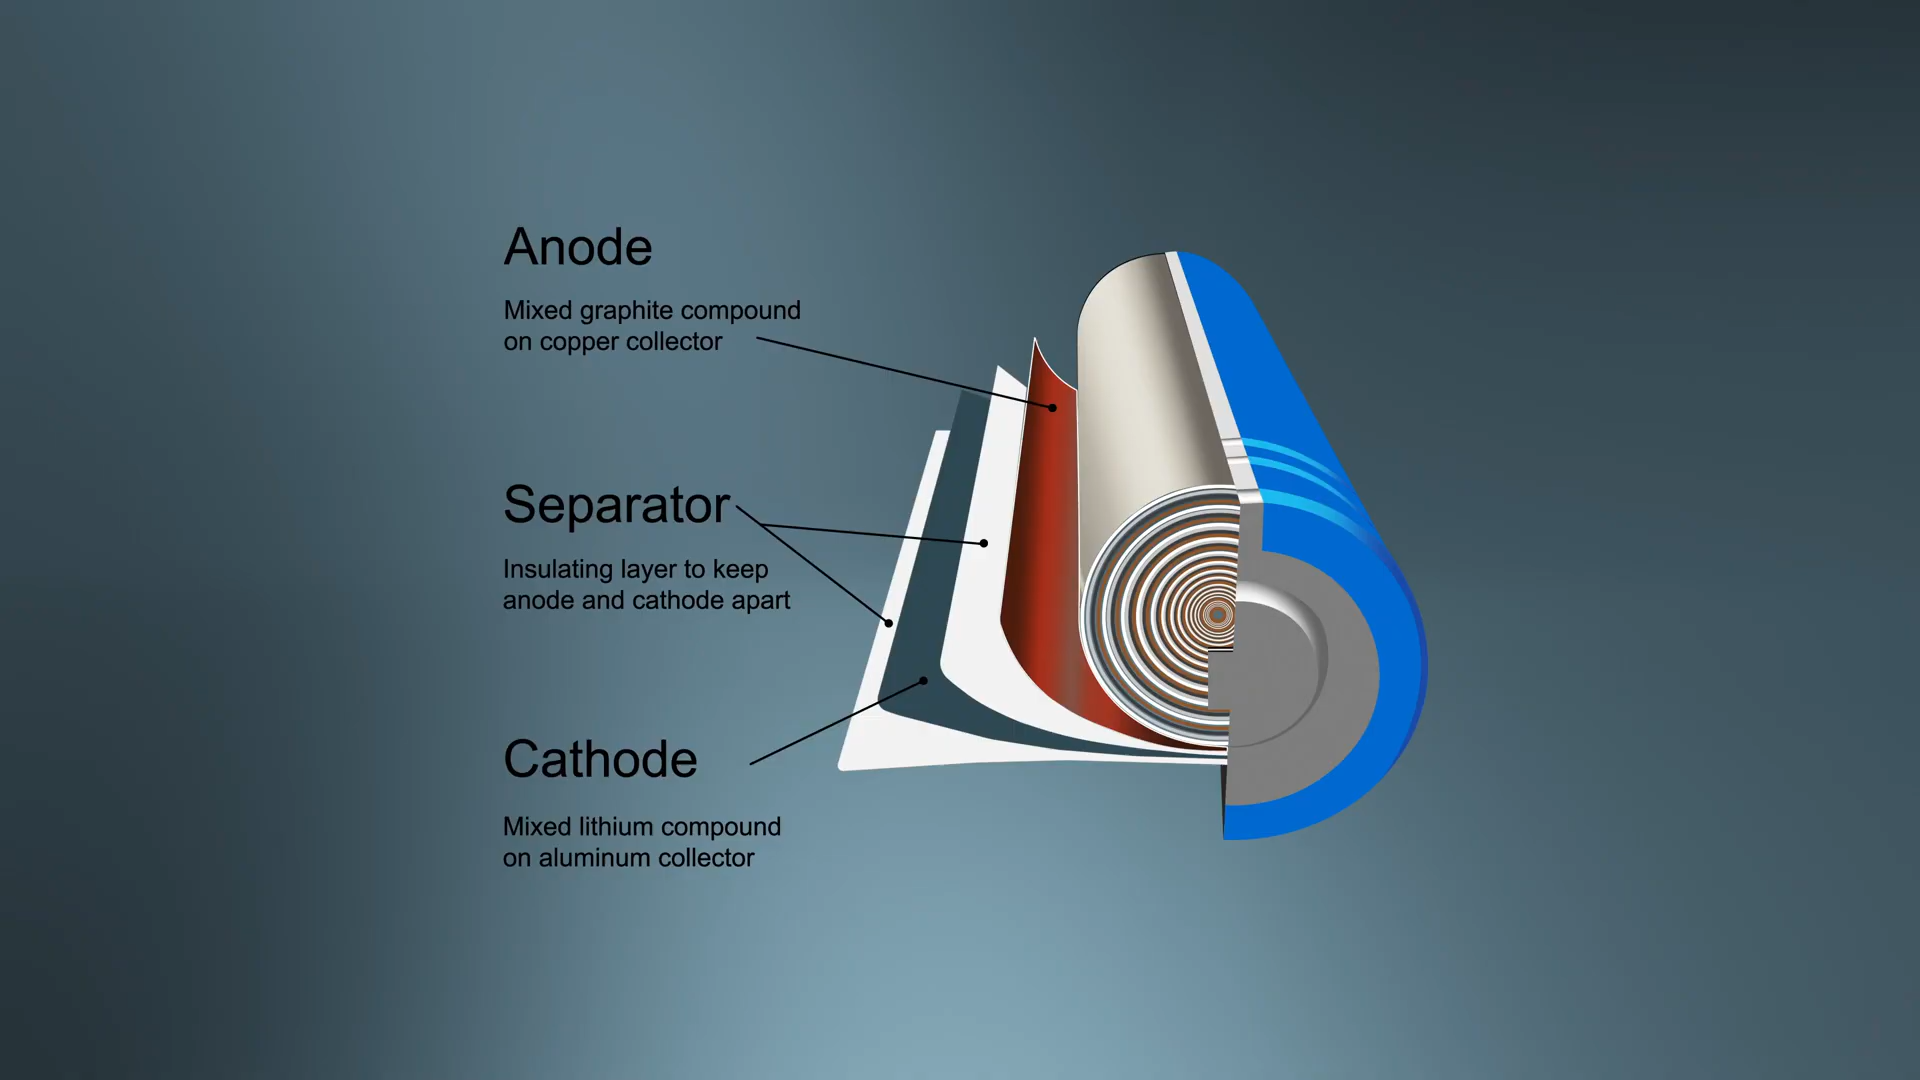 Anode
Mixed graphite compound
on copper collector
Separator
Insulating layer to keep
anode and cathode apart
Cathode
Mixed lithium compound
on aluminum collector